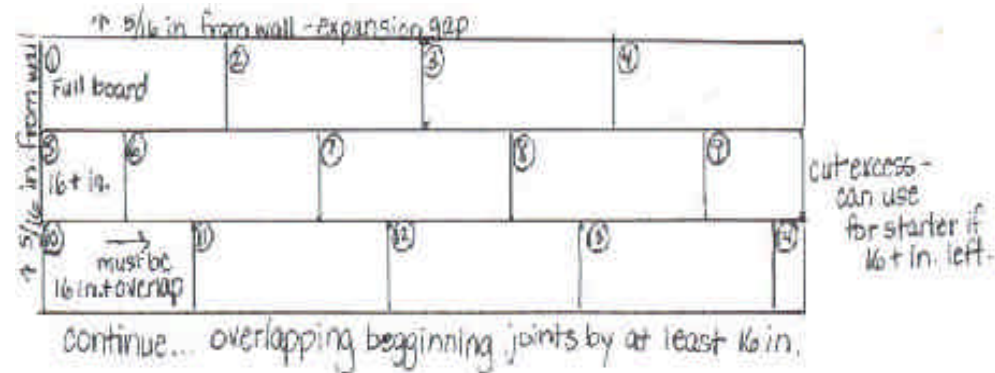 ↑ 5/16 in from wall - expansion gap
↑ 5/16 in. from wall
① ② ③ ④
Full board
⑤ ⑥ ⑦ ⑧ ⑨
16+ in.
cut excess -
can use
for starter if
16+ in. left.
⑩ ⑪ ⑫ ⑬ ⑭
→
must be
16 in.+ overlap
continue... overlapping begginning joints by at least 16 in.